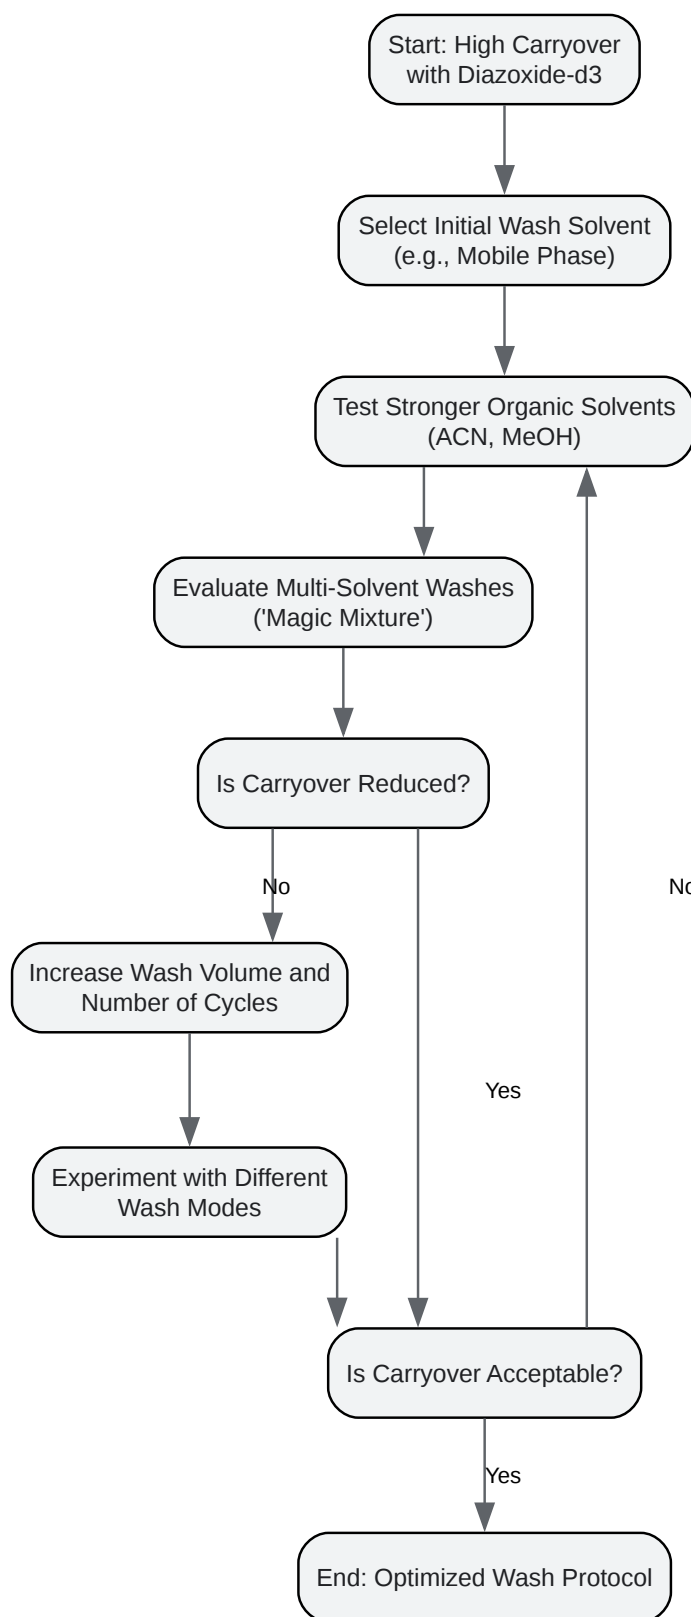 Start: High Carryover
with Diazoxide-d3
Select Initial Wash Solvent
(e.g., Mobile Phase)
Test Stronger Organic Solvents
(ACN, MeOH)
Evaluate Multi-Solvent Washes
('Magic Mixture')
Is Carryover Reduced?
No
No
Increase Wash Volume and
Number of Cycles
Yes
Experiment with Different
Wash Modes
Is Carryover Acceptable?
Yes
End: Optimized Wash Protocol